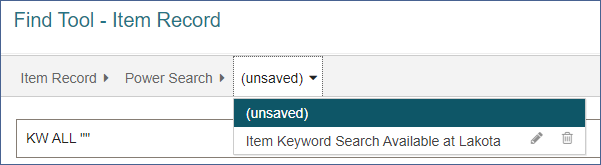 Find Tool - Item Record
Item Record Power Search (unsaved)
(unsaved)
Item Keyword Search Available at Lakota
KW ALL ""